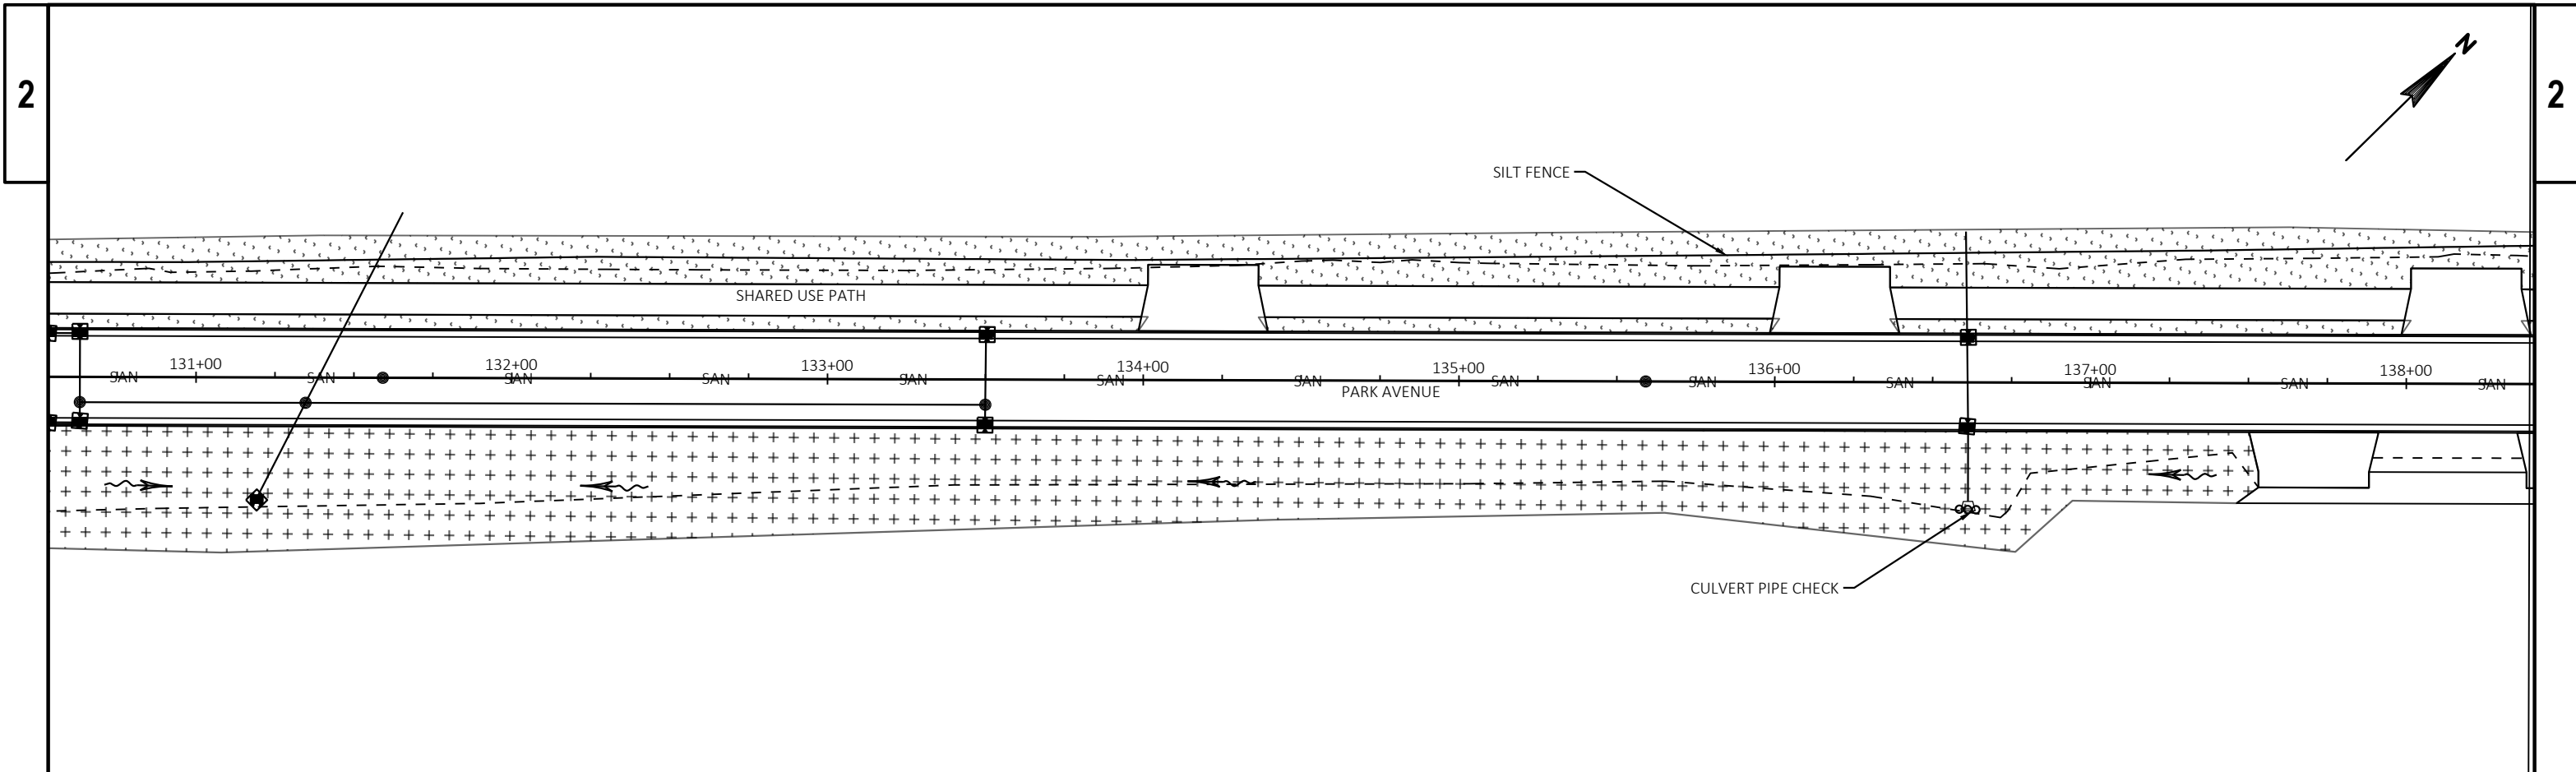 2
2
N
SILT FENCE
SHARED USE PATH
131+00 132+00 133+00 134+00 135+00 136+00 137+00 138+00
SAN SAN SAN SAN SAN SAN SAN SAN SAN SAN SAN SAN SAN
PARK AVENUE
CULVERT PIPE CHECK